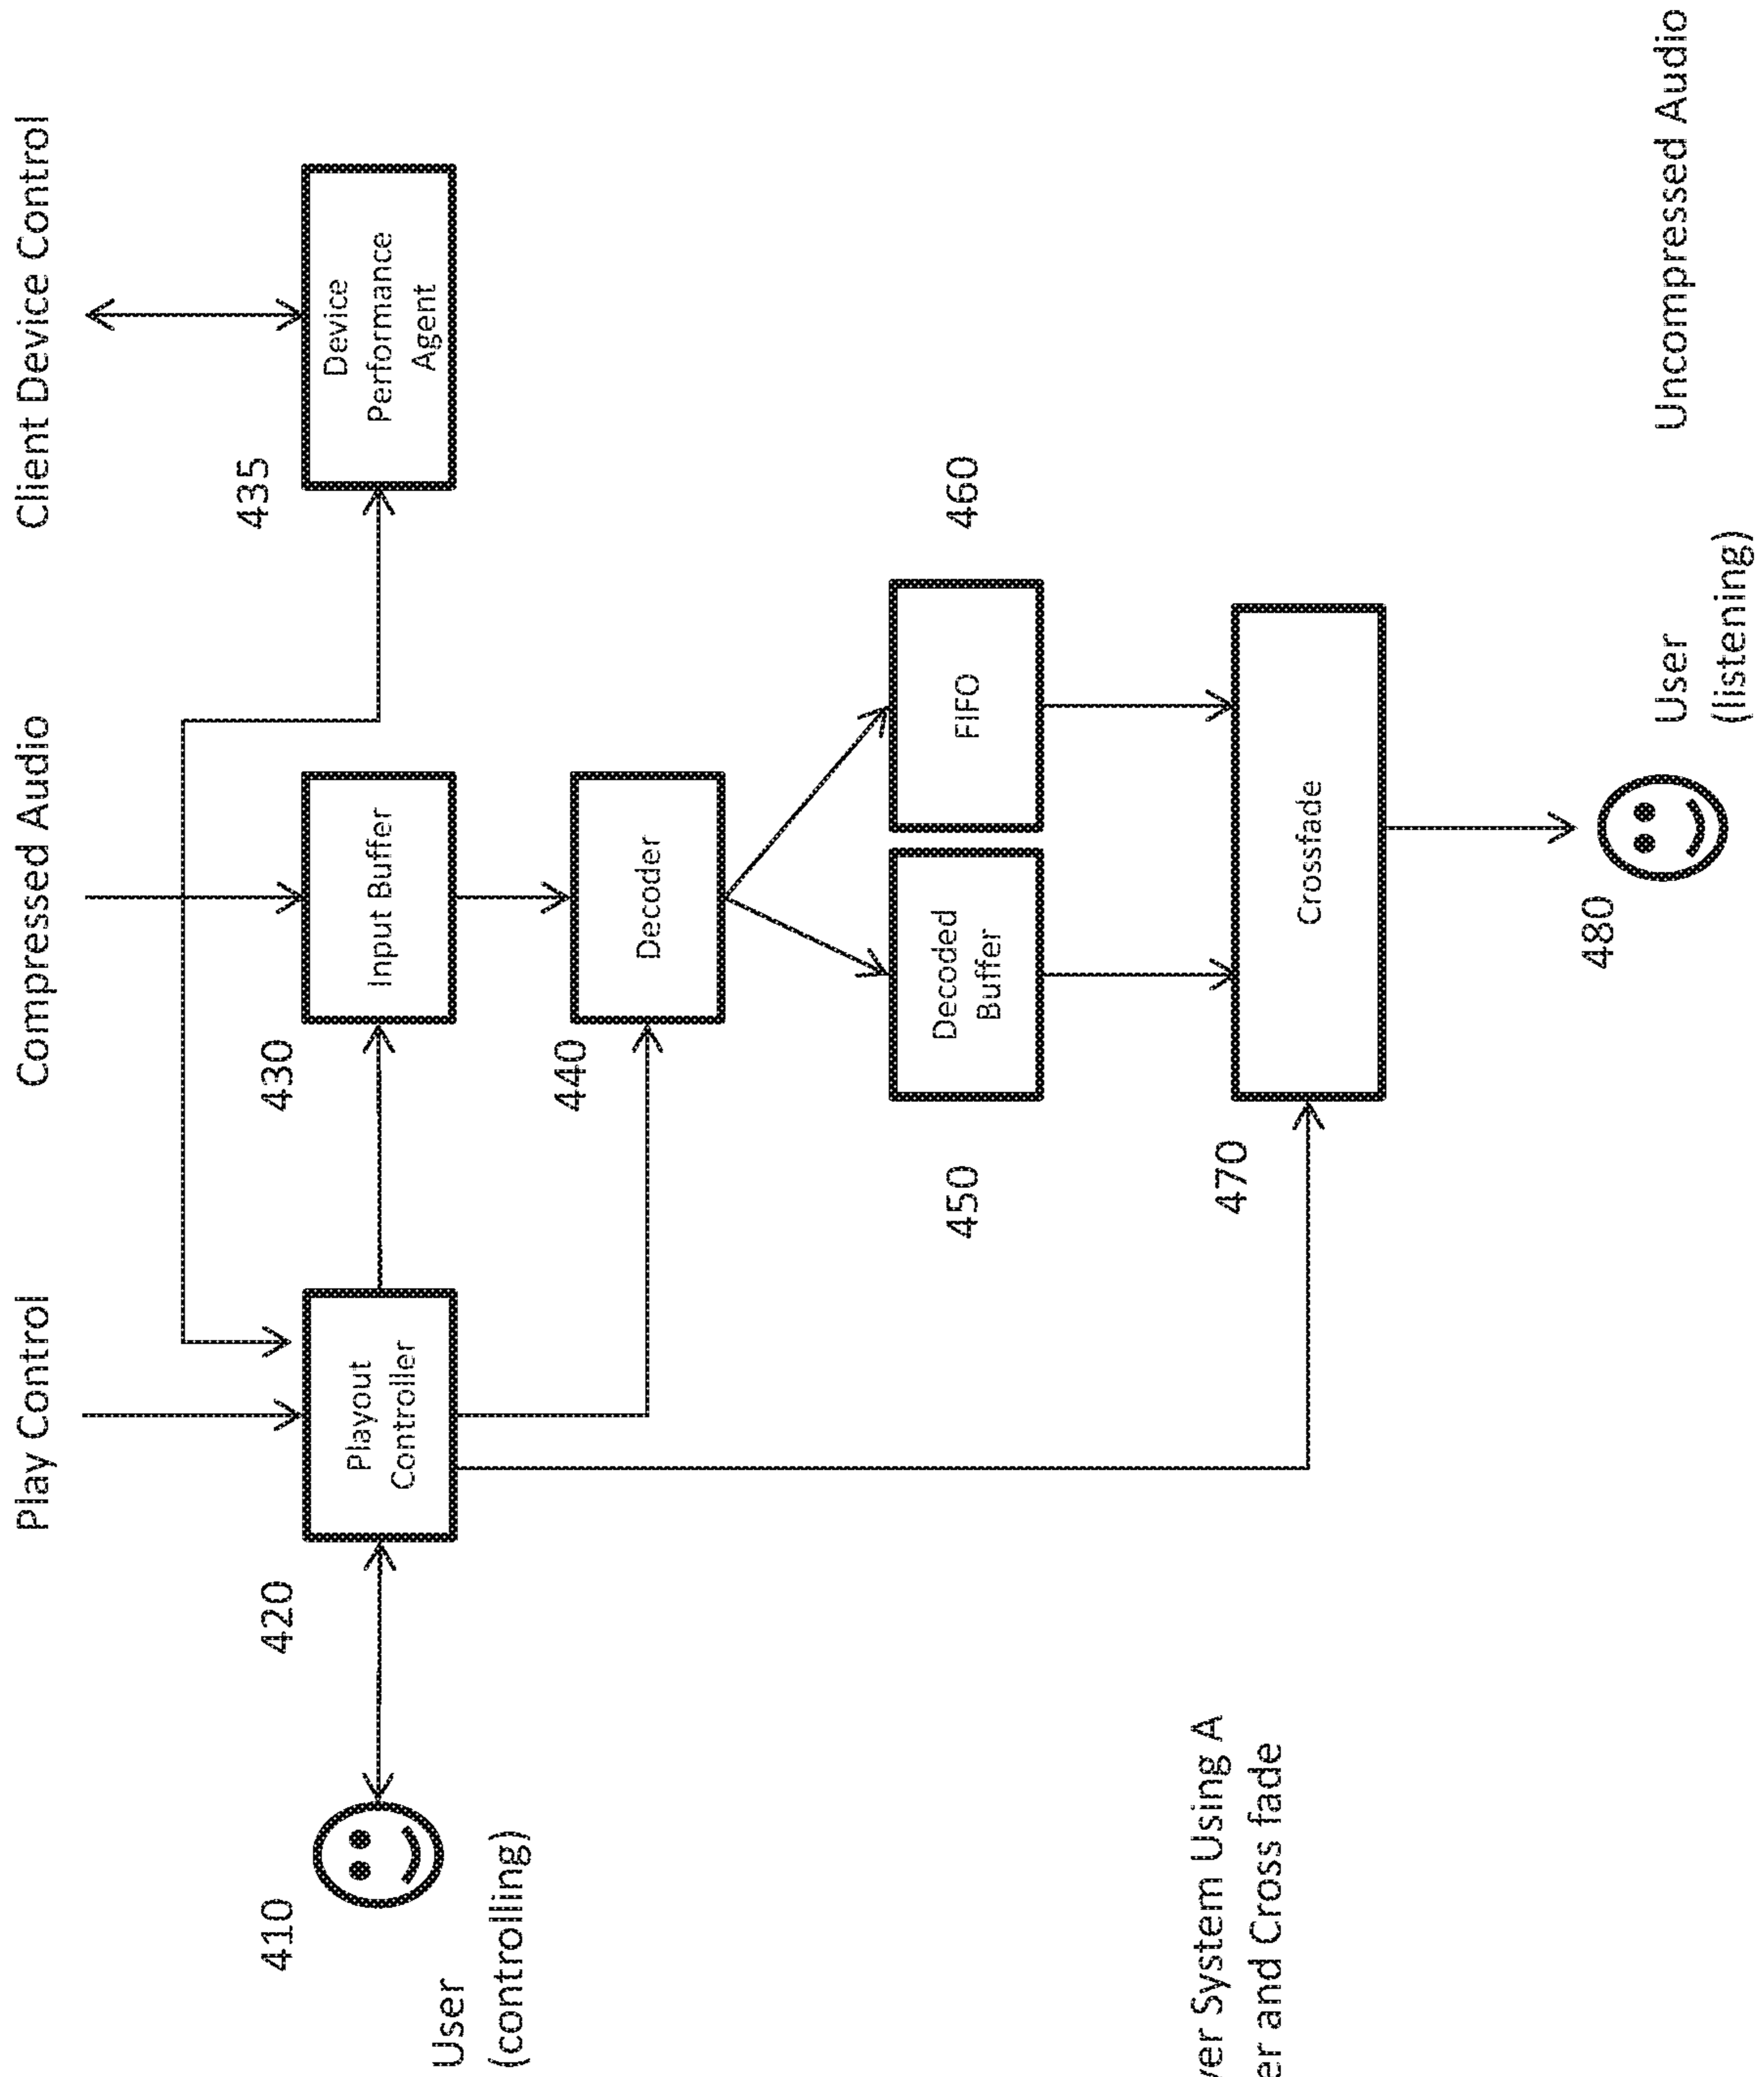 Play Control
Compressed Audio
Client Device Control
410
420
430
435
User
(controlling)
Playout
Controller
Input Buffer
Device
Performance
Agent
440
Decoder
450
Decoded
Buffer
FIFO
460
System Using A
and Cross fade
470
Crossfade
480
User
(listening)
Uncompressed Audio